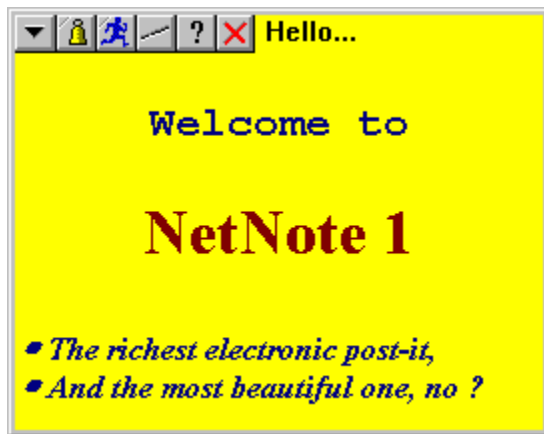 ? Hello...
Welcome to
NetNote 1
• The richest electronic post-it,
• And the most beautiful one, no ?